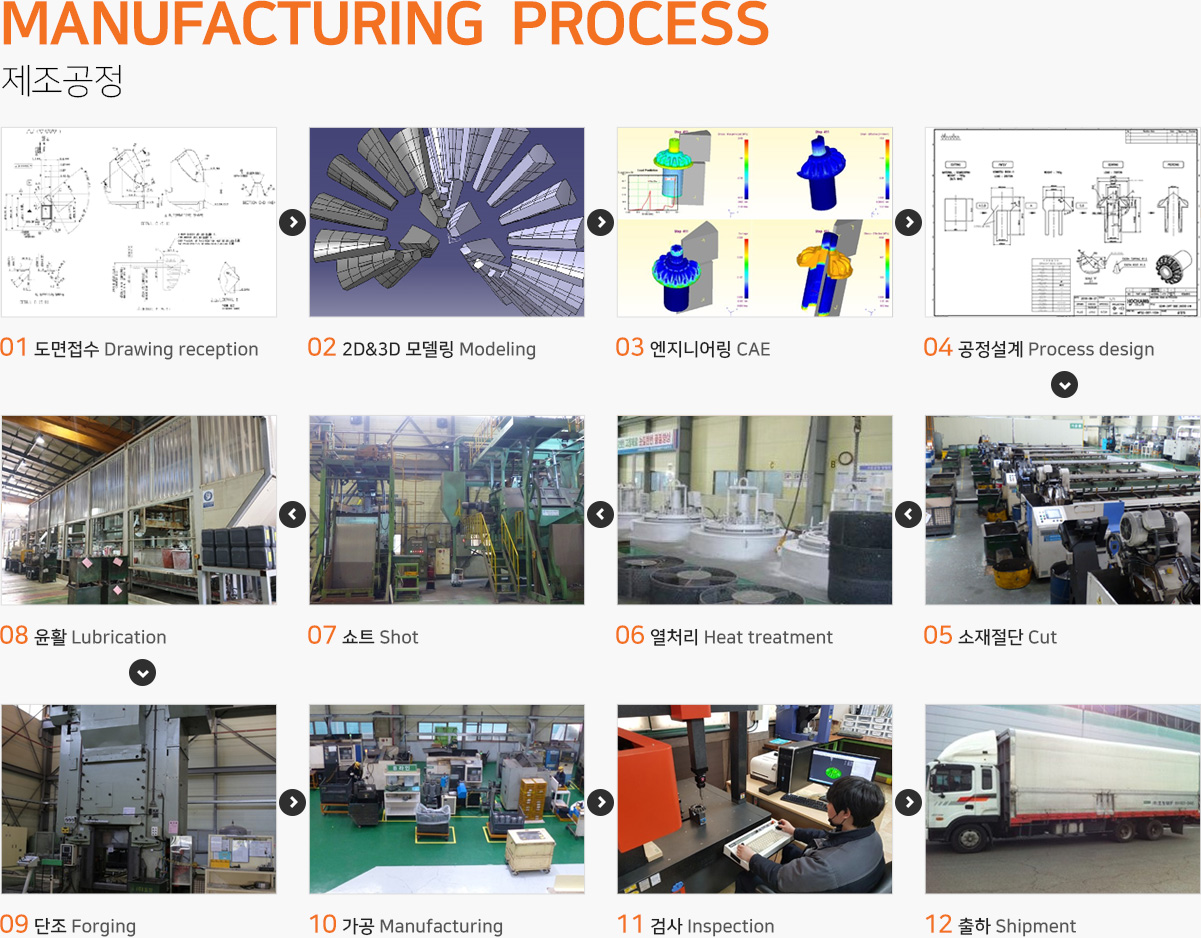 MANUFACTURING PROCESS
제조공정
01 도면접수 Drawing reception
02 2D&3D 모델링 Modeling
03 엔지니어링 CAE
04 공정설계 Process design
08 윤활 Lubrication
07 쇼트 Shot
06 열처리 Heat treatment
05 소재절단 Cut
09 단조 Forging
10 가공 Manufacturing
11 검사 Inspection
12 출하 Shipment